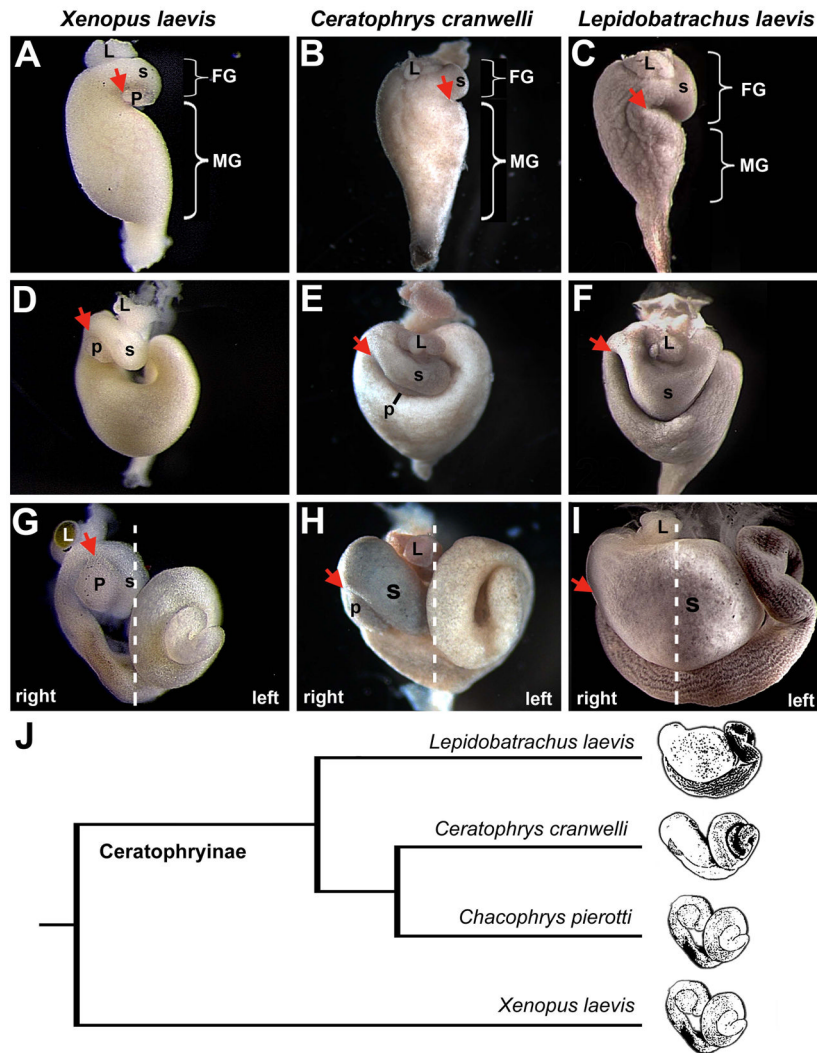 Xenopus laevis Ceratophrys cranwelli Lepidobatrachus laevis
A L s P FG MG
B L s FG MG
C L s FG MG
D L p s
E L s p
F L s
G L P s right left
H L S p right left
I L S right left
J
Lepidobatrachus laevis
Ceratophrys cranwelli
Ceratophryinae
Chacophrys pierotti
Xenopus laevis